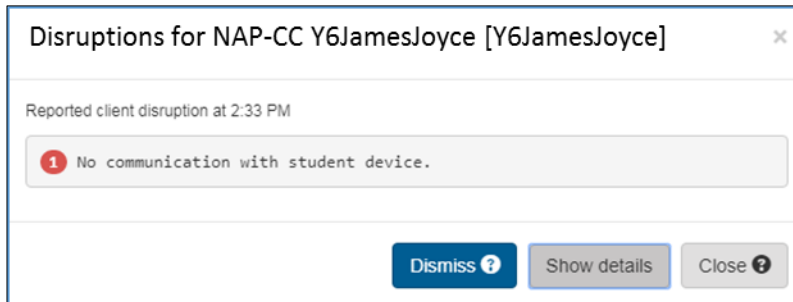 Disruptions for NAP-CC Y6JamesJoyce [Y6JamesJoyce] ×
Reported client disruption at 2:33 PM
1 No communication with student device.
Dismiss ? Show details Close ?